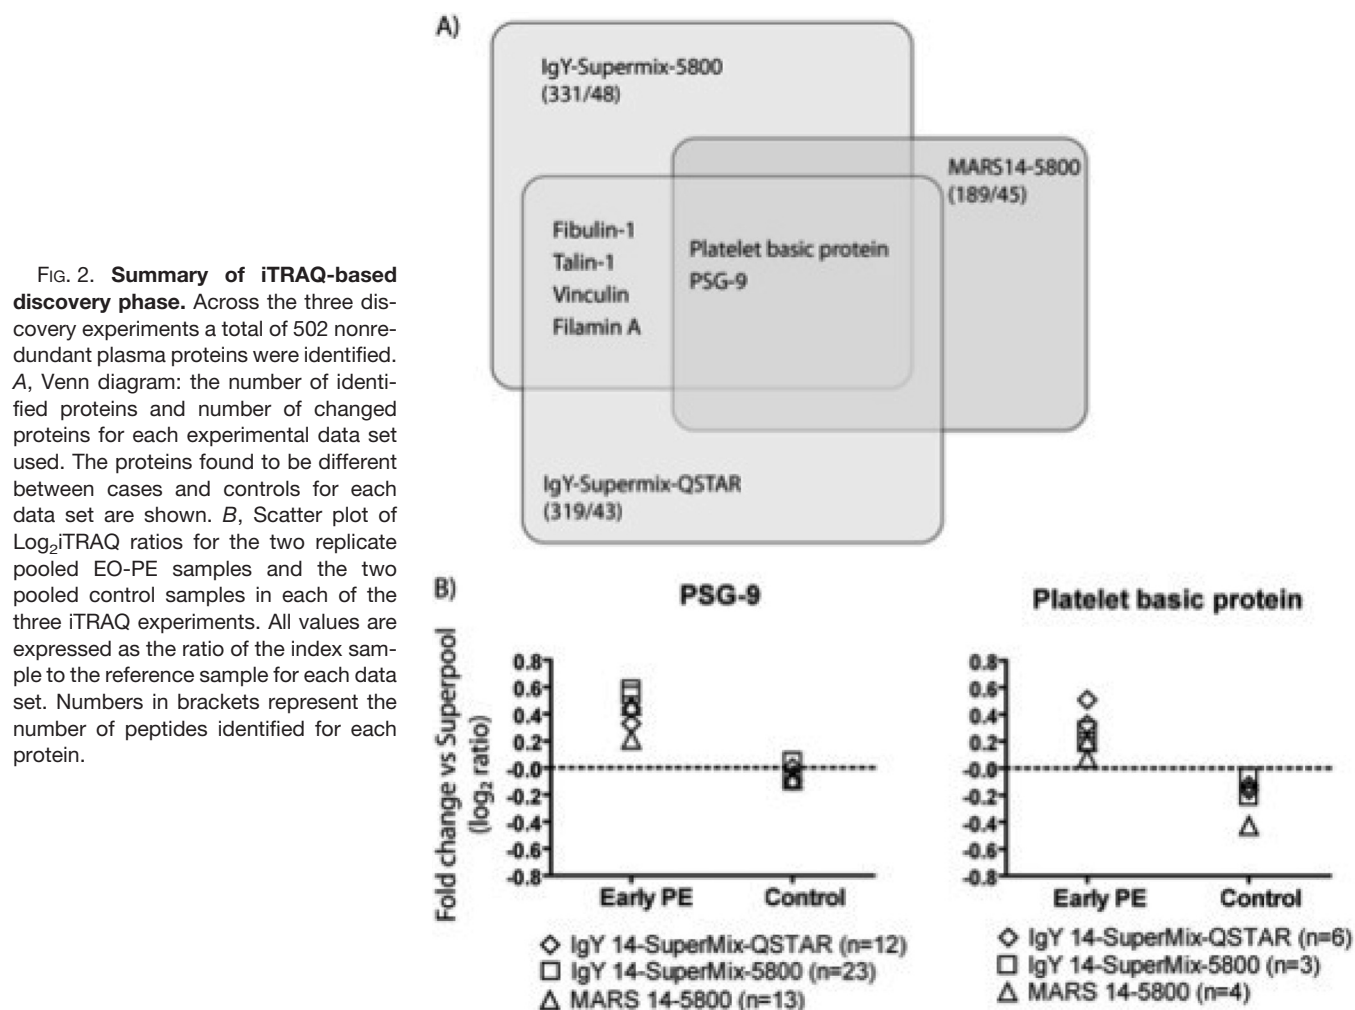 FIG. 2. Summary of iTRAQ-based
discovery phase. Across the three dis-
covery experiments a total of 502 nonre-
dundant plasma proteins were identified.
A, Venn diagram: the number of identi-
fied proteins and number of changed
proteins for each experimental data set
used. The proteins found to be different
between cases and controls for each
data set are shown. B, Scatter plot of
Log2iTRAQ ratios for the two replicate
pooled EO-PE samples and the two
pooled control samples in each of the
three iTRAQ experiments. All values are
expressed as the ratio of the index sam-
ple to the reference sample for each data
set. Numbers in brackets represent the
number of peptides identified for each
protein.
A)
IgY-Supermix-5800
(331/48)
MARS14-5800
(189/45)
Fibulin-1
Talin-1
Vinculin
Filamin A
Platelet basic protein
PSG-9
IgY-Supermix-QSTAR
(319/43)
B)
PSG-9
Fold change vs Superpool
(log2 ratio)
0.8
0.6
0.4
0.2
-0.0
-0.2
-0.4
-0.6
-0.8
Early PE
Control
IgY 14-SuperMix-QSTAR (n=12)
IgY 14-SuperMix-5800 (n=23)
MARS 14-5800 (n=13)
Platelet basic protein
0.8
0.6
0.4
0.2
-0.0
-0.2
-0.4
-0.6
-0.8
Early PE
Control
IgY 14-SuperMix-QSTAR (n=6)
IgY 14-SuperMix-5800 (n=3)
MARS 14-5800 (n=4)